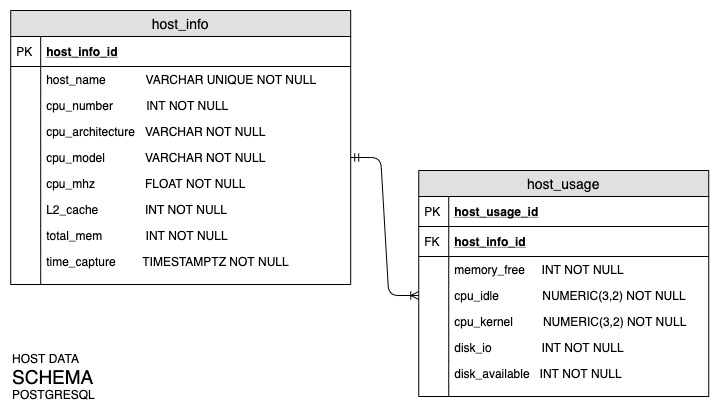 host_info
PK host_info_id
host_name VARCHAR UNIQUE NOT NULL
cpu_number INT NOT NULL
cpu_architecture VARCHAR NOT NULL
cpu_model VARCHAR NOT NULL
cpu_mhz FLOAT NOT NULL
L2_cache INT NOT NULL
total_mem INT NOT NULL
time_capture TIMESTAMPTZ NOT NULL
host_usage
PK host_usage_id
FK host_info_id
memory_free INT NOT NULL
cpu_idle NUMERIC(3,2) NOT NULL
cpu_kernel NUMERIC(3,2) NOT NULL
disk_io INT NOT NULL
disk_available INT NOT NULL
HOST DATA
SCHEMA
POSTGRESQL